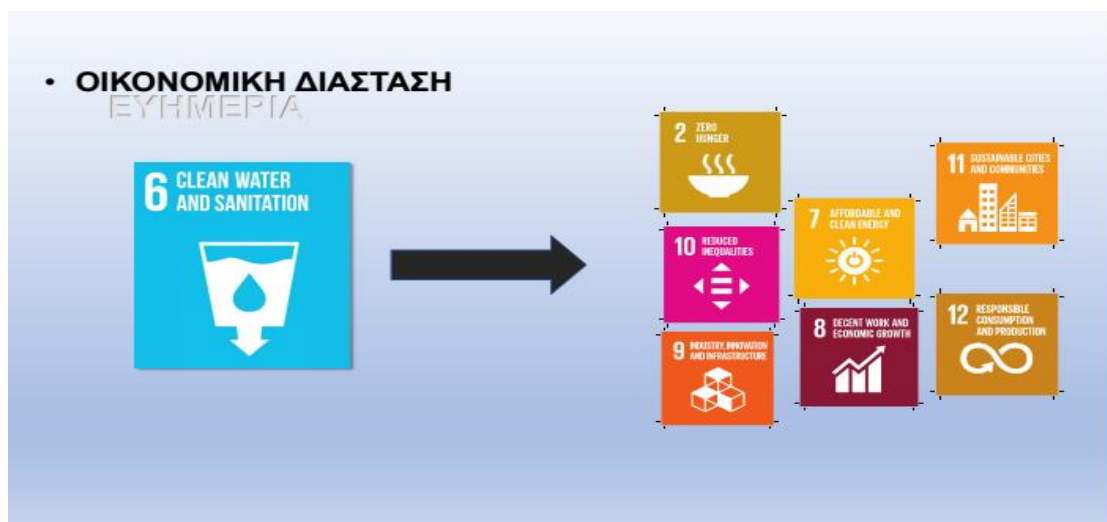 • ΟΙΚΟΝΟΜΙΚΗ ΔΙΑΣΤΑΣΗ
ΕΥΗΜΕΡΙΑ
6 CLEAN WATER
AND SANITATION
2 ZERO
HUNGER
10 REDUCED
INEQUALITIES
9 INDUSTRY, INNOVATION
AND INFRASTRUCTURE
7 AFFORDABLE AND
CLEAN ENERGY
8 DECENT WORK AND
ECONOMIC GROWTH
11 SUSTAINABLE CITIES
AND COMMUNITIES
12 RESPONSIBLE
CONSUMPTION
AND PRODUCTION